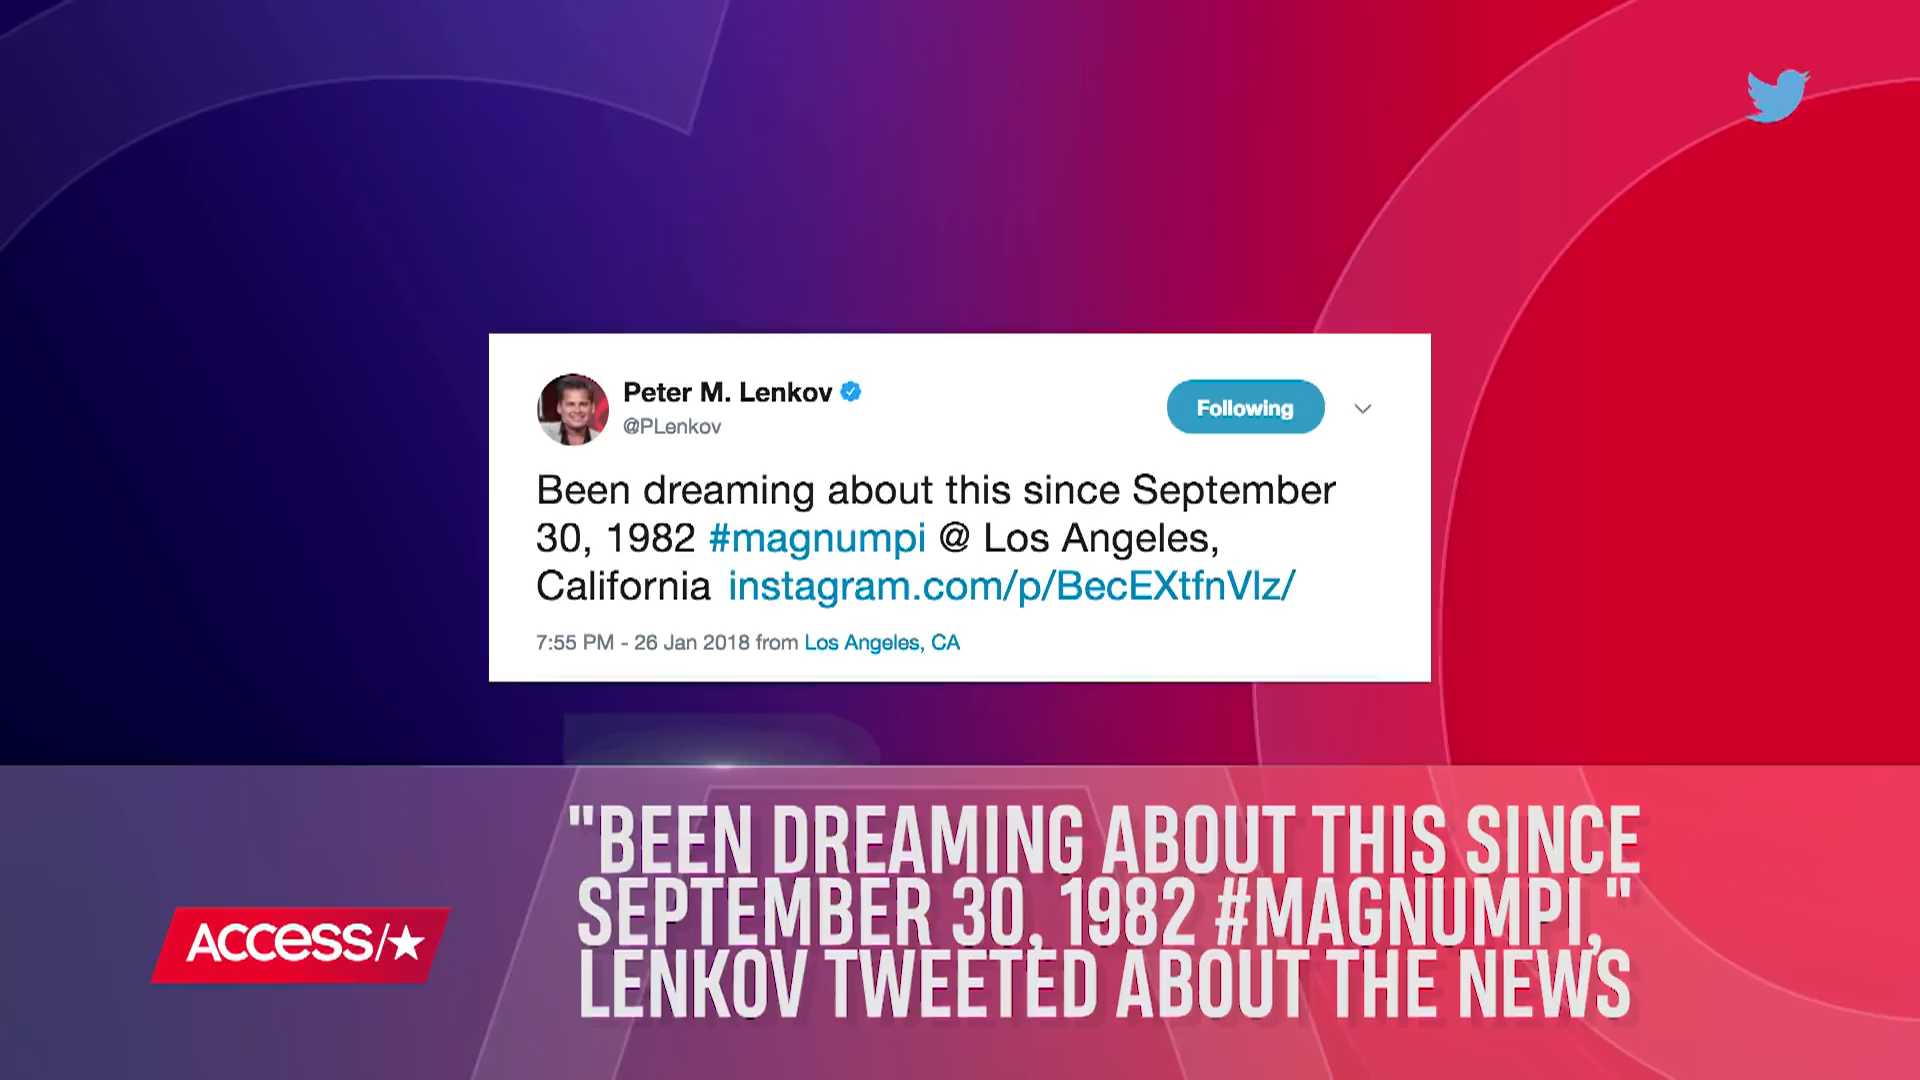 Peter M. Lenkov
Following
@PLenkov
Been dreaming about this since September
30, 1982 #magnumpi @ Los Angeles,
California instagram.com/p/BecEXtfnVlz/
7:55 PM - 26 Jan 2018 from Los Angeles, CA
"BEEN DREAMING ABOUT THIS SINCE
SEPTEMBER 30, 1982 #MAGNUMPI,"
LENKOV TWEETED ABOUT THE NEWS
ACCESS/★